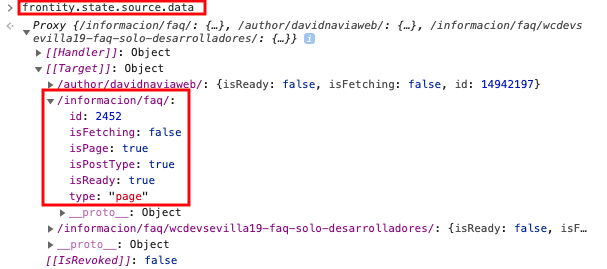 > frontity.state.source.data
Proxy {/informacion/faq/: {…}, /author/davidnaviaweb/: {…}, /informacion/faq/wcdevs
evilla19-faq-solo-desarrolladores/: {…}} i
[[Handler]]: Object
[[Target]]: Object
/author/davidnaviaweb/: {isReady: false, isFetching: false, id: 14942197}
/informacion/faq/:
id: 2452
isFetching: false
isPage: true
isPostType: true
isReady: true
type: "page"
__proto__: Object
/informacion/faq/wcdevsevilla19-faq-solo-desarrolladores/: {isReady: false, isF…
__proto__: Object
[[IsRevoked]]: false